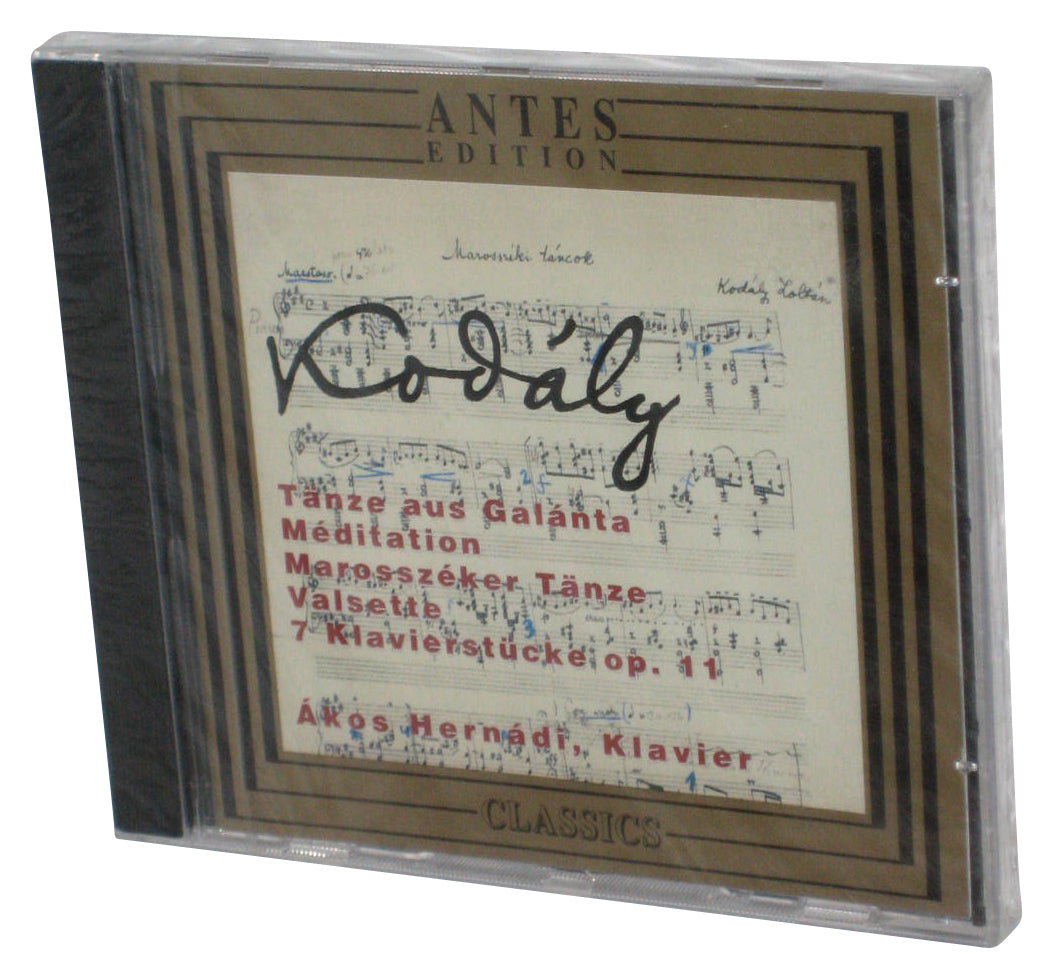 ANTES
EDITION
Marosszéki táncok
Kodály Zoltán
Maestoso.
Kodály
Tänze aus Galánta
Méditation
Marosszéker Tänze
Valsette
7 Klavierstücke op. 11
Ákos Hernádi, Klavier
CLASSICS